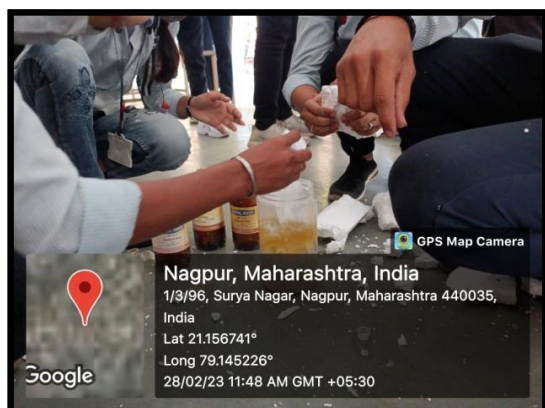 GPS Map Camera
Nagpur, Maharashtra, India
1/3/96, Surya Nagar, Nagpur, Maharashtra 440035,
India
Lat 21.156741°
Long 79.145226°
28/02/23 11:48 AM GMT +05:30
Google